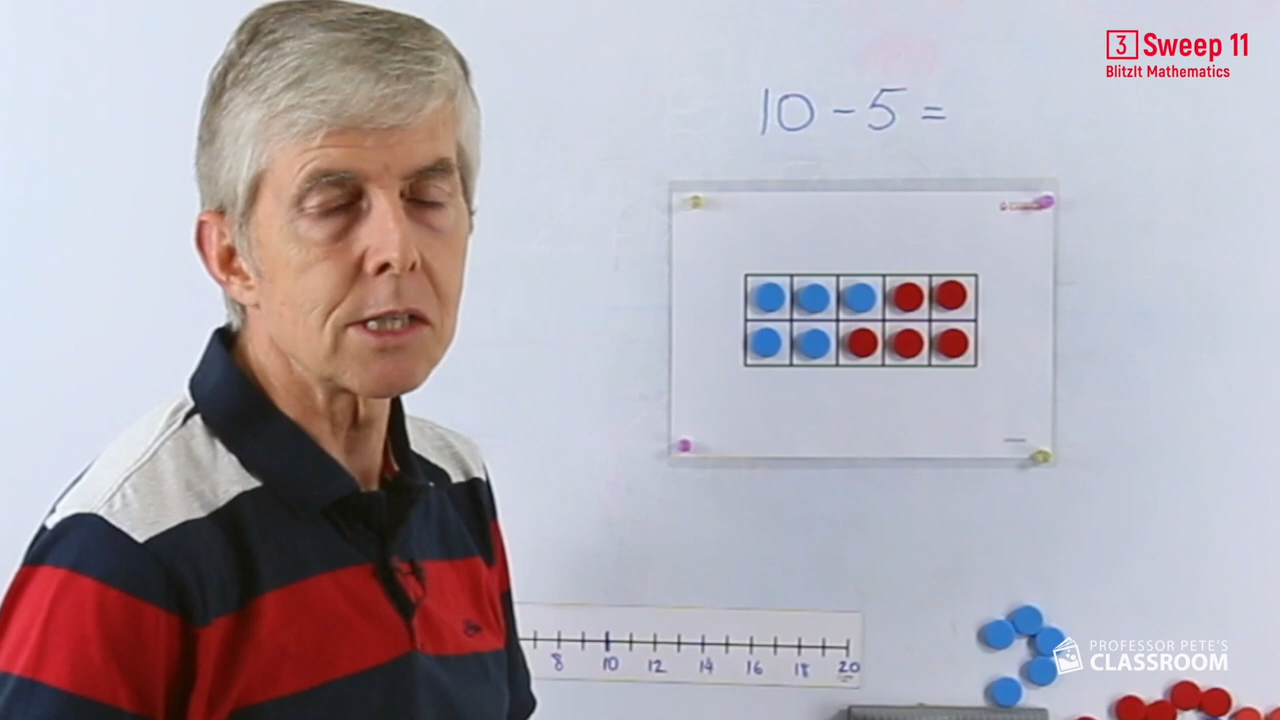 3 Sweep 11
BlitzIt Mathematics
10 - 5 =
8 10 12 14 16 18 20
PROFESSOR PETE'S
CLASSROOM